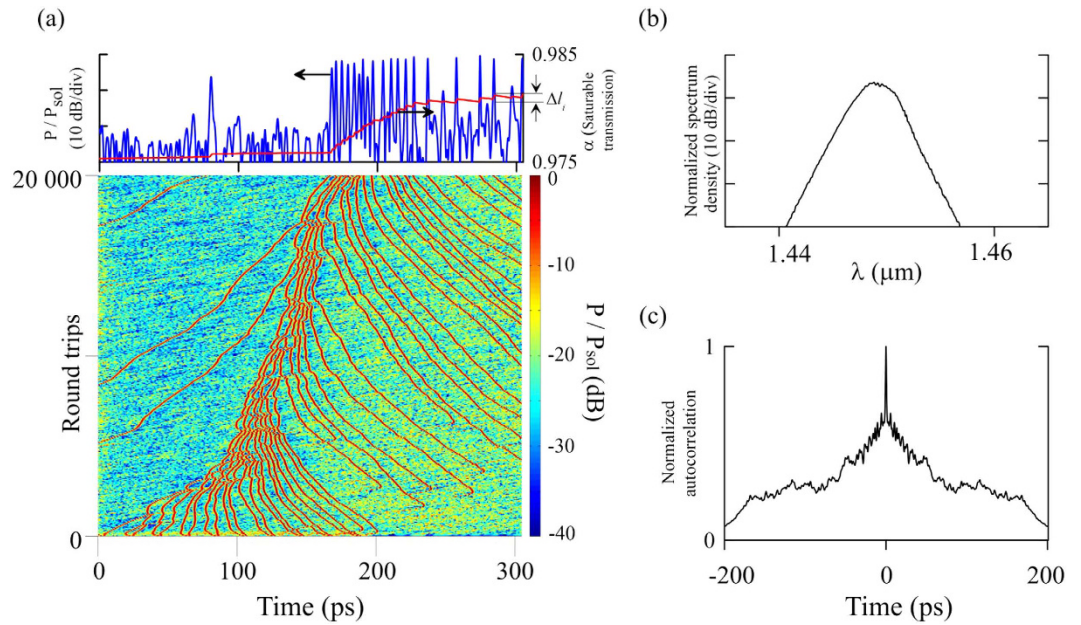 (a)
P / P_sol
(10 dB/div)
0.985
Δl_t
0.975
α (Saturable
transmission)
20 000
Round trips
0
0
100
200
300
Time (ps)
0
-10
-20
-30
-40
P / P_sol (dB)
(b)
Normalized spectrum
density (10 dB/div)
1.44
1.46
λ (μm)
(c)
Normalized
autocorrelation
1
0
-200
0
200
Time (ps)